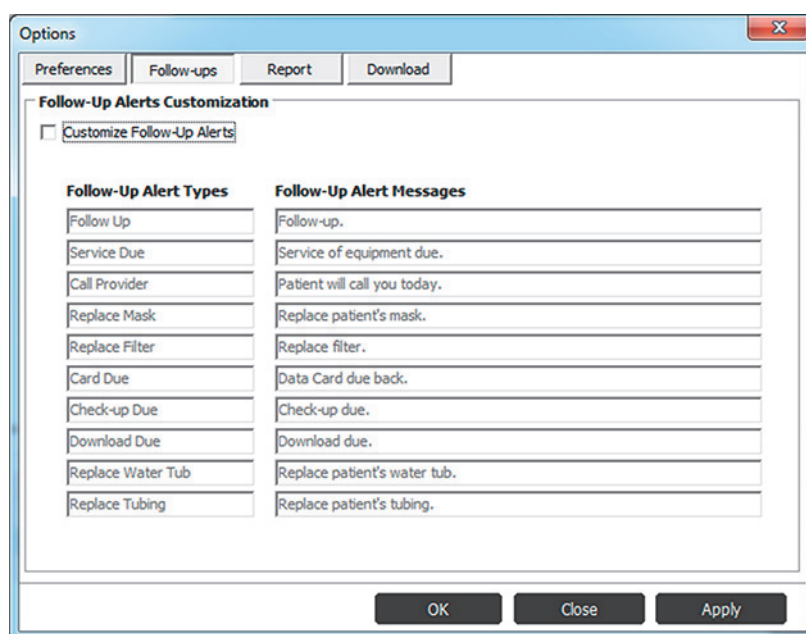 Options
Preferences Follow-ups Report Download
Follow-Up Alerts Customization
Customize Follow-Up Alerts
Follow-Up Alert Types Follow-Up Alert Messages
Follow Up Follow-up.
Service Due Service of equipment due.
Call Provider Patient will call you today.
Replace Mask Replace patient's mask.
Replace Filter Replace filter.
Card Due Data Card due back.
Check-up Due Check-up due.
Download Due Download due.
Replace Water Tub Replace patient's water tub.
Replace Tubing Replace patient's tubing.
OK Close Apply